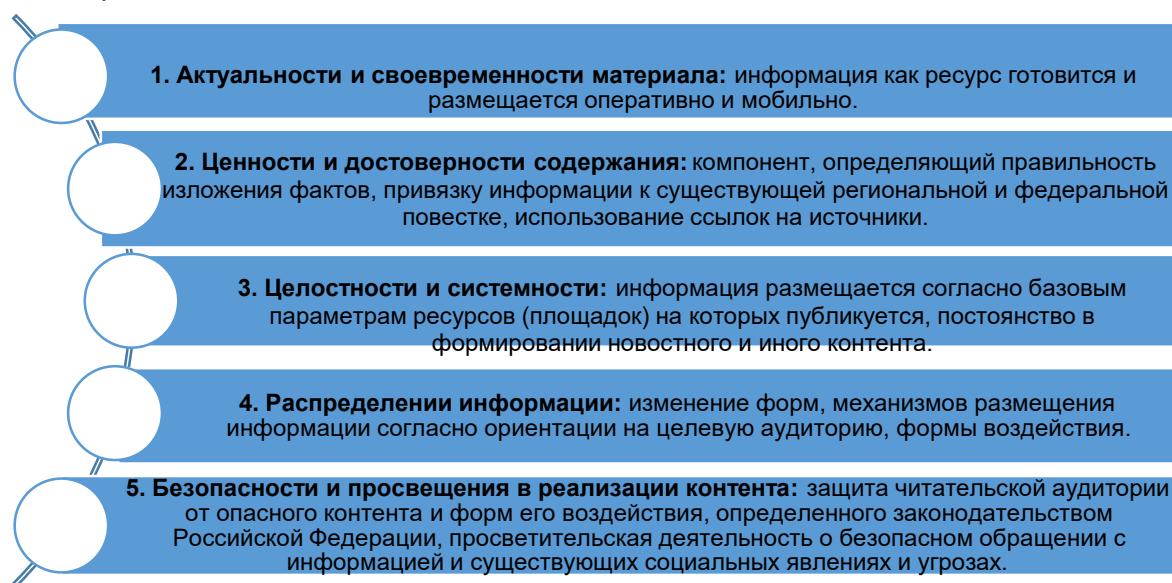 1. Актуальности и своевременности материала: информация как ресурс готовится и
размещается оперативно и мобильно.
2. Ценности и достоверности содержания: компонент, определяющий правильность
изложения фактов, привязку информации к существующей региональной и федеральной
повестке, использование ссылок на источники.
3. Целостности и системности: информация размещается согласно базовым
параметрам ресурсов (площадок) на которых публикуется, постоянство в
формировании новостного и иного контента.
4. Распределении информации: изменение форм, механизмов размещения
информации согласно ориентации на целевую аудиторию, формы воздействия.
5. Безопасности и просвещения в реализации контента: защита читательской аудитории
от опасного контента и форм его воздействия, определенного законодательством
Российской Федерации, просветительская деятельность о безопасном обращении с
информацией и существующих социальных явлениях и угрозах.